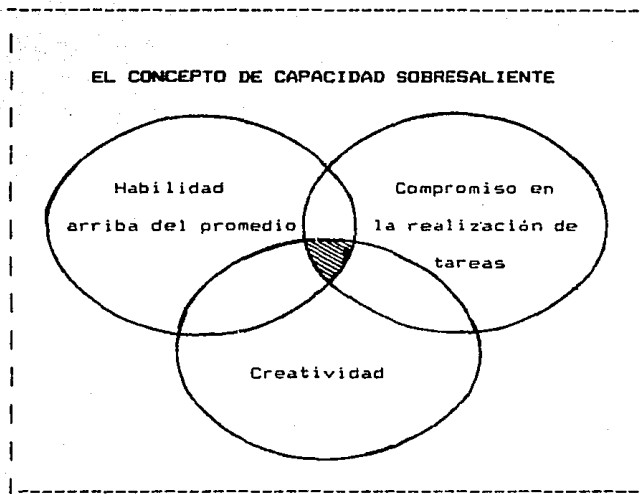 EL CONCEPTO DE CAPACIDAD SOBRESALIENTE
Habilidad
arriba del promedio
Compromiso en
la realización de
tareas
Creatividad